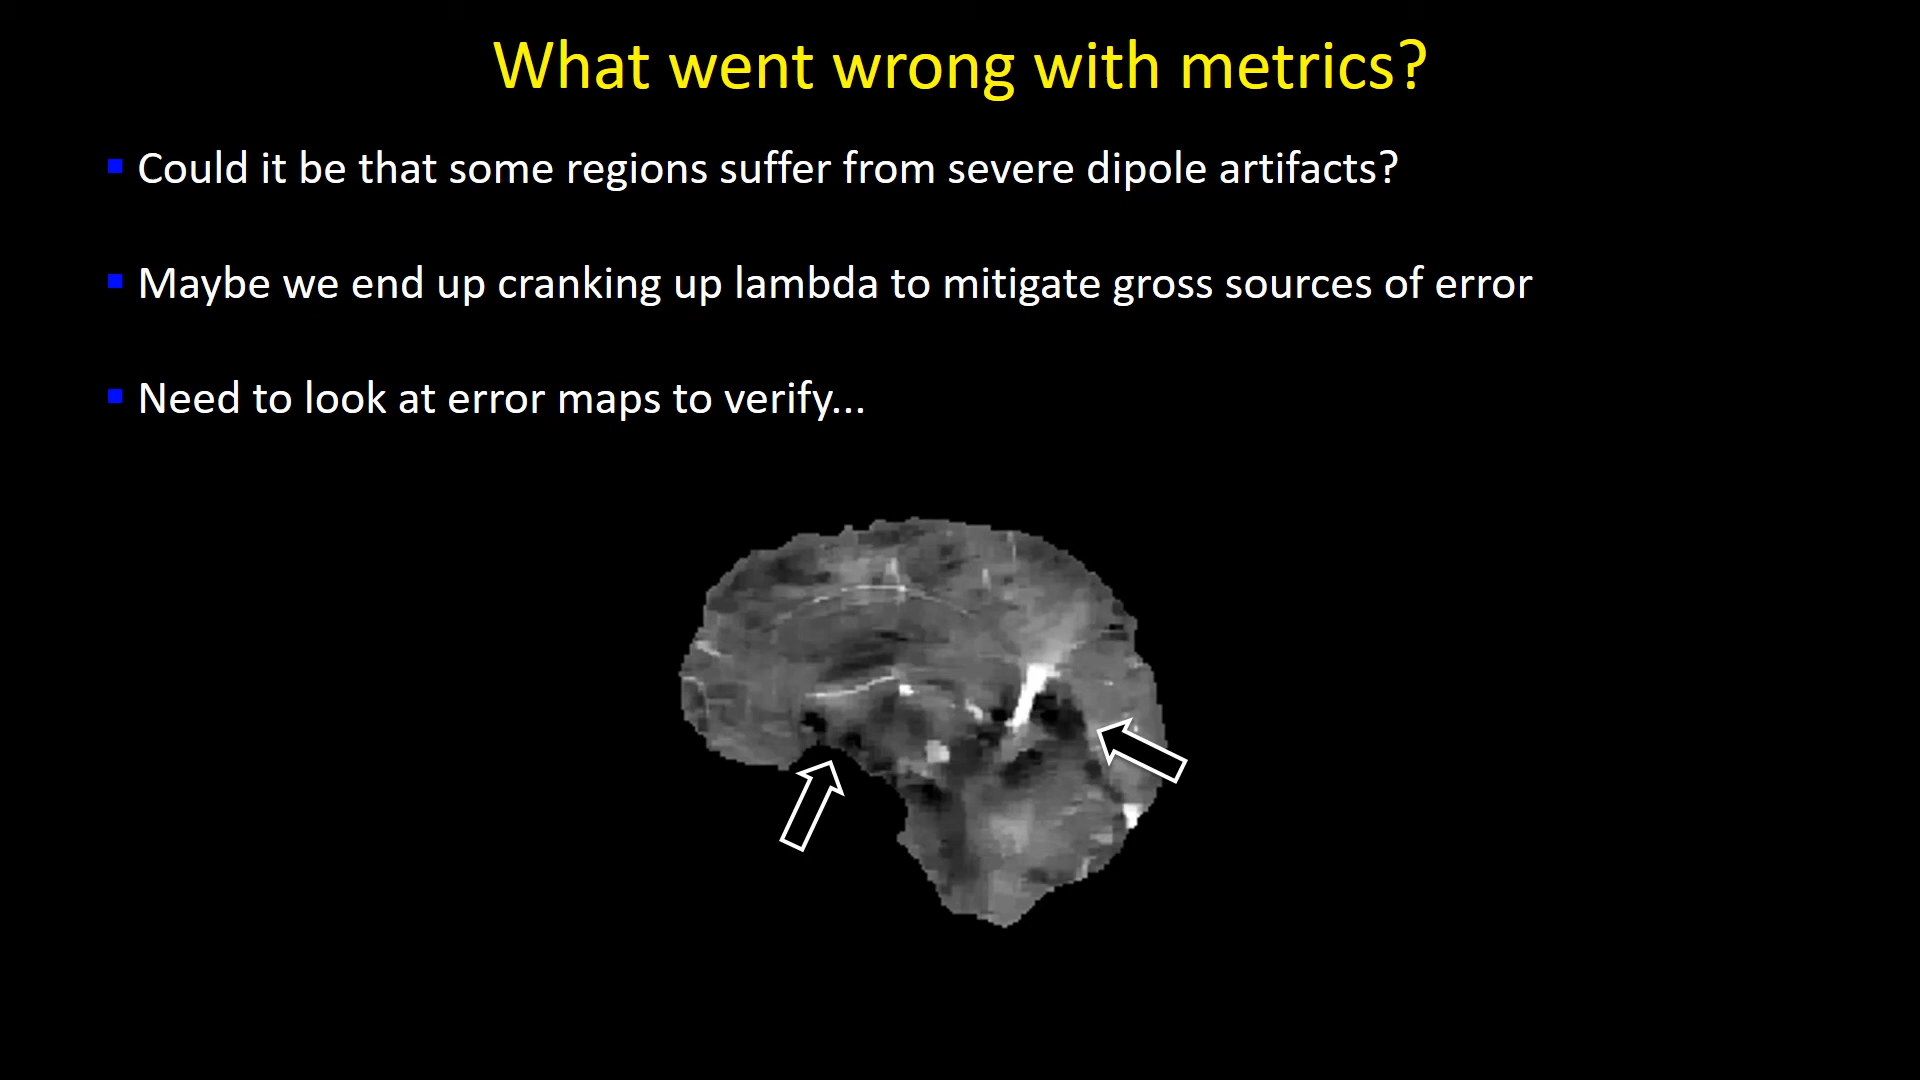 What went wrong with metrics?
Could it be that some regions suffer from severe dipole artifacts?
Maybe we end up cranking up lambda to mitigate gross sources of error
Need to look at error maps to verify...